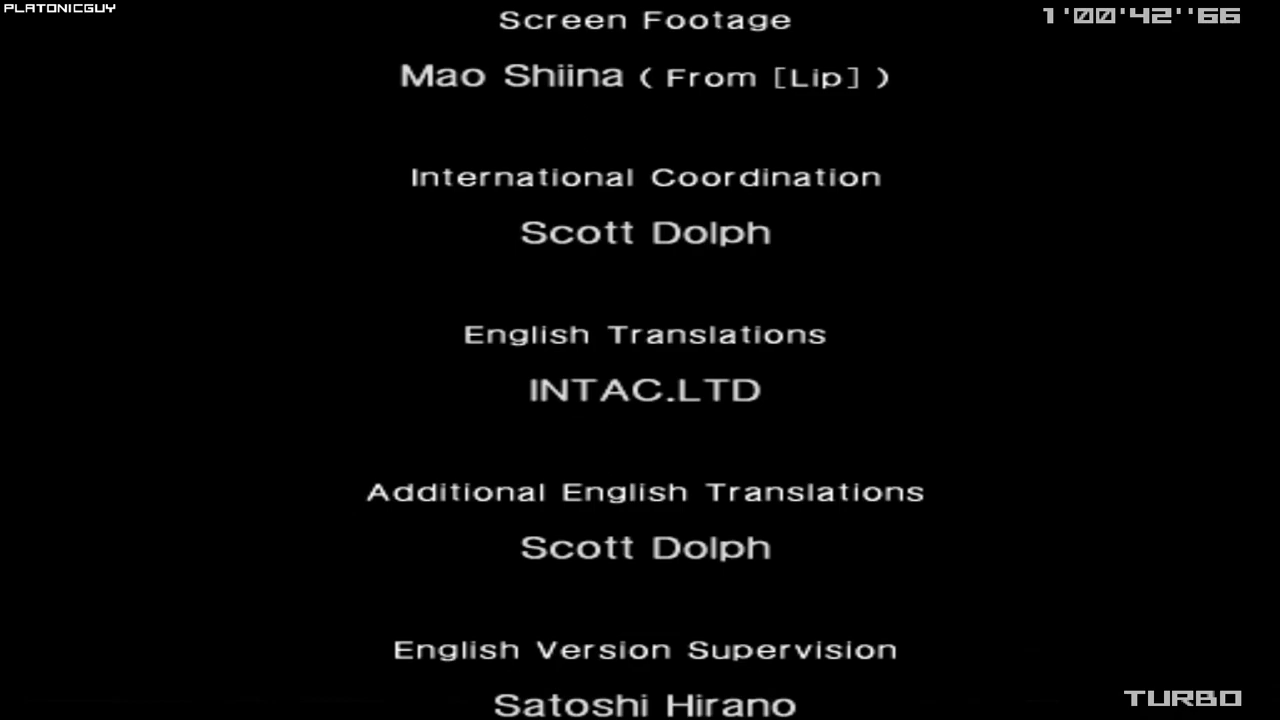 PLATONICGUY
1'00'42''66
Screen Footage
Mao Shiina ( From [Lip] )
International Coordination
Scott Dolph
English Translations
INTAC.LTD
Additional English Translations
Scott Dolph
English Version Supervision
Satoshi Hirano
TURBO